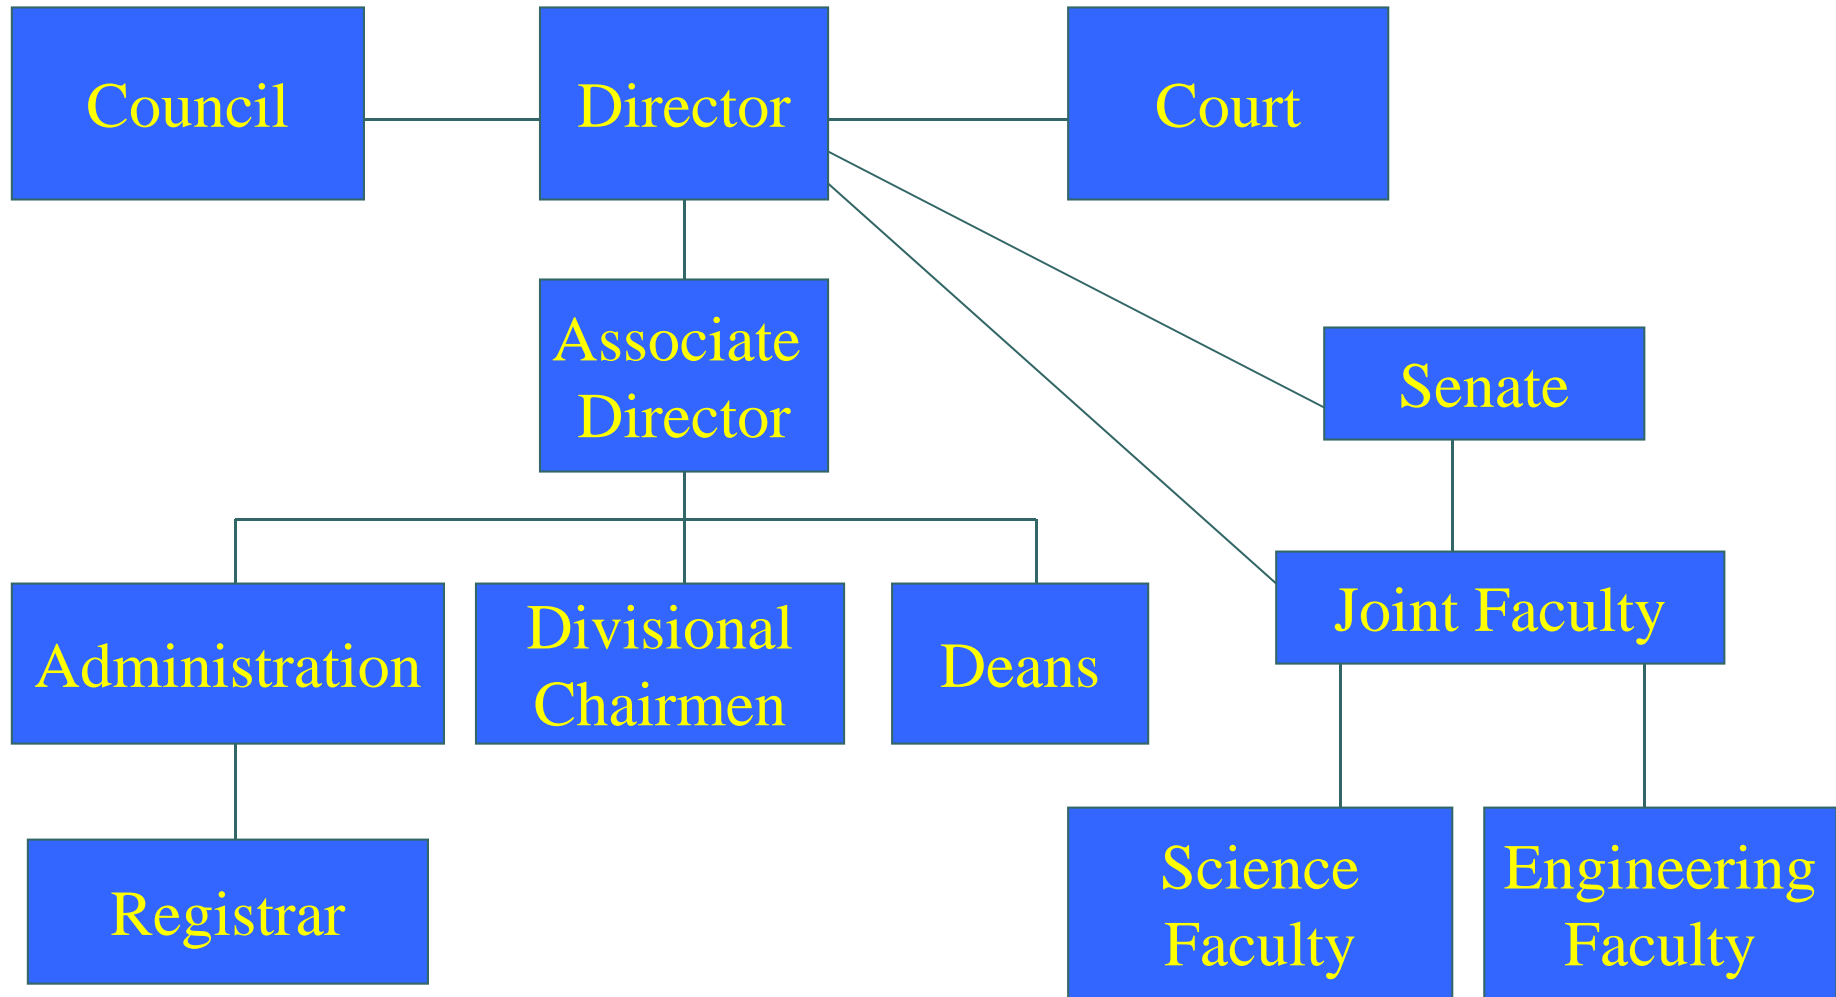 Council
Director
Court
Associate
Director
Senate
Administration
Divisional
Chairmen
Deans
Joint Faculty
Registrar
Science
Faculty
Engineering
Faculty